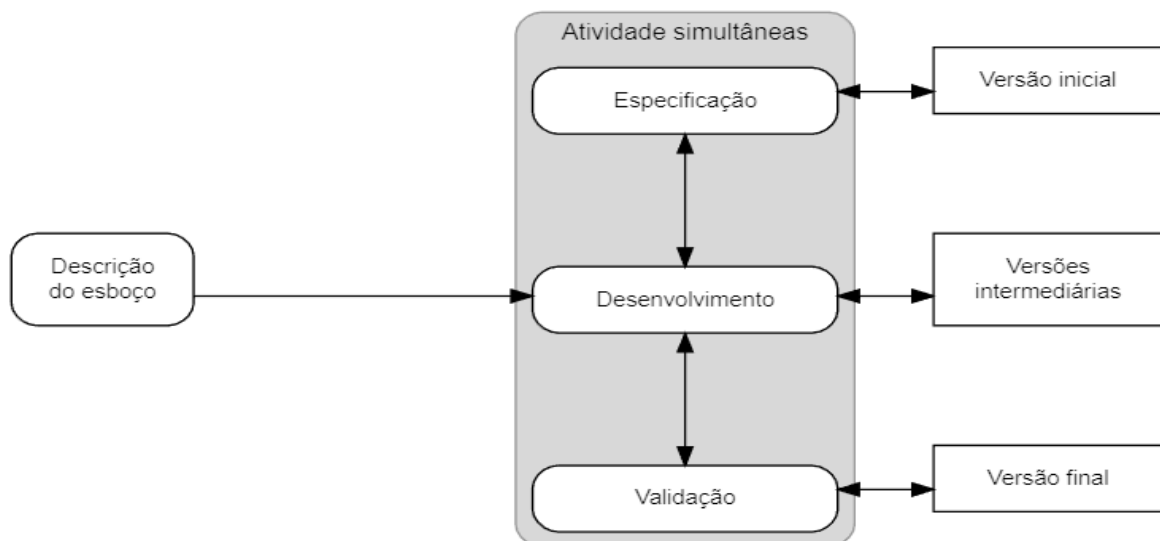 Atividade simultâneas
Especificação
Versão inicial
Descrição
do esboço
Desenvolvimento
Versões
intermediárias
Validação
Versão final